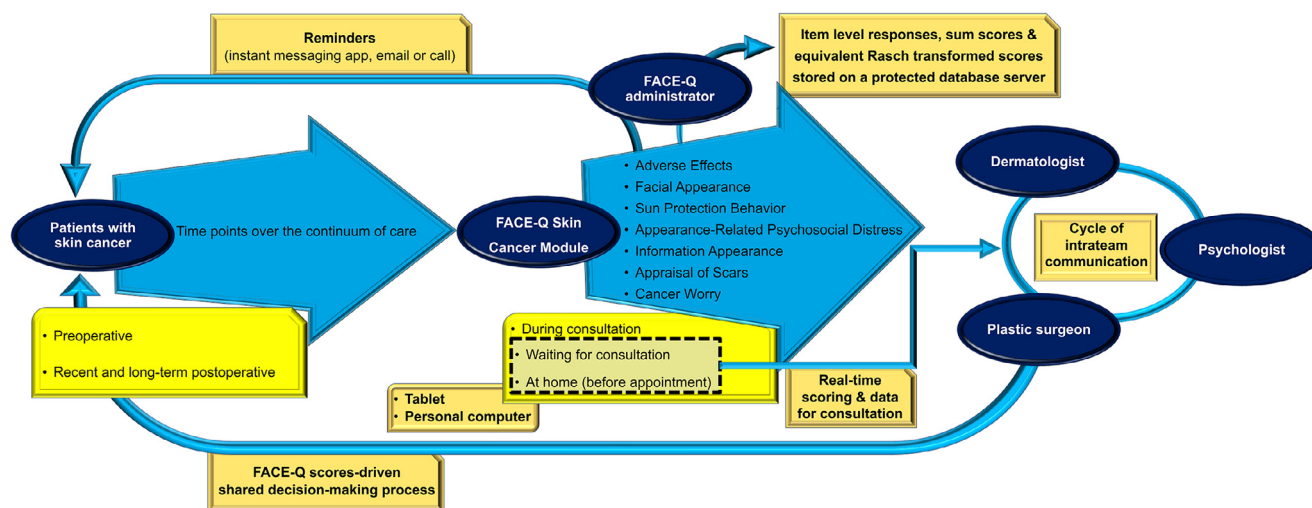 Reminders
(instant messaging app, email or call)
FACE-Q
administrator
Item level responses, sum scores &
equivalent Rasch transformed scores
stored on a protected database server
Patients with
skin cancer
Time points over the continuum of care
FACE-Q Skin
Cancer Module
• Adverse Effects
• Facial Appearance
• Sun Protection Behavior
• Appearance-Related Psychosocial Distress
• Information Appearance
• Appraisal of Scars
• Cancer Worry
Dermatologist
Cycle of
intrateam
communication
Psychologist
Plastic surgeon
• Preoperative
• Recent and long-term postoperative
• During consultation
• Waiting for consultation
• At home (before appointment)
• Tablet
• Personal computer
Real-time
scoring & data
for consultation
FACE-Q scores-driven
shared decision-making process